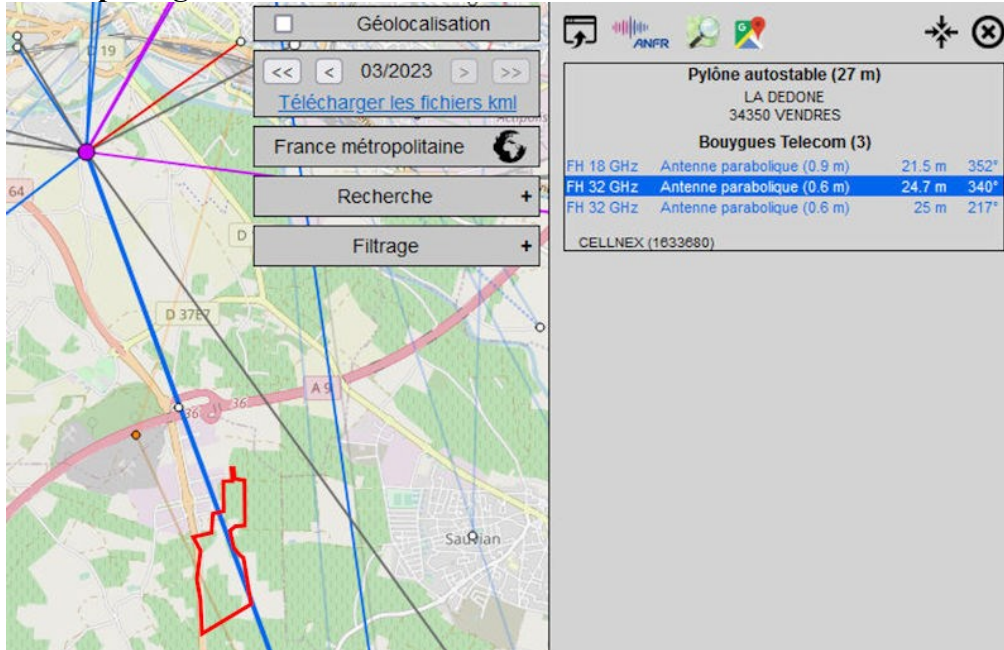 Géolocalisation
<< < 03/2023 > >>
Télécharger les fichiers kml
France métropolitaine
Recherche +
Filtrage +
19
64
D
D 37E7
A 9
36 36
Sauvian
ANFR
Pylône autostable (27 m)
LA DEDONE
34350 VENDRES
Bouygues Telecom (3)
FH 18 GHz Antenne parabolique (0.9 m) 21.5 m 352°
FH 32 GHz Antenne parabolique (0.6 m) 24.7 m 340°
FH 32 GHz Antenne parabolique (0.6 m) 25 m 217°
CELLNEX (1633680)